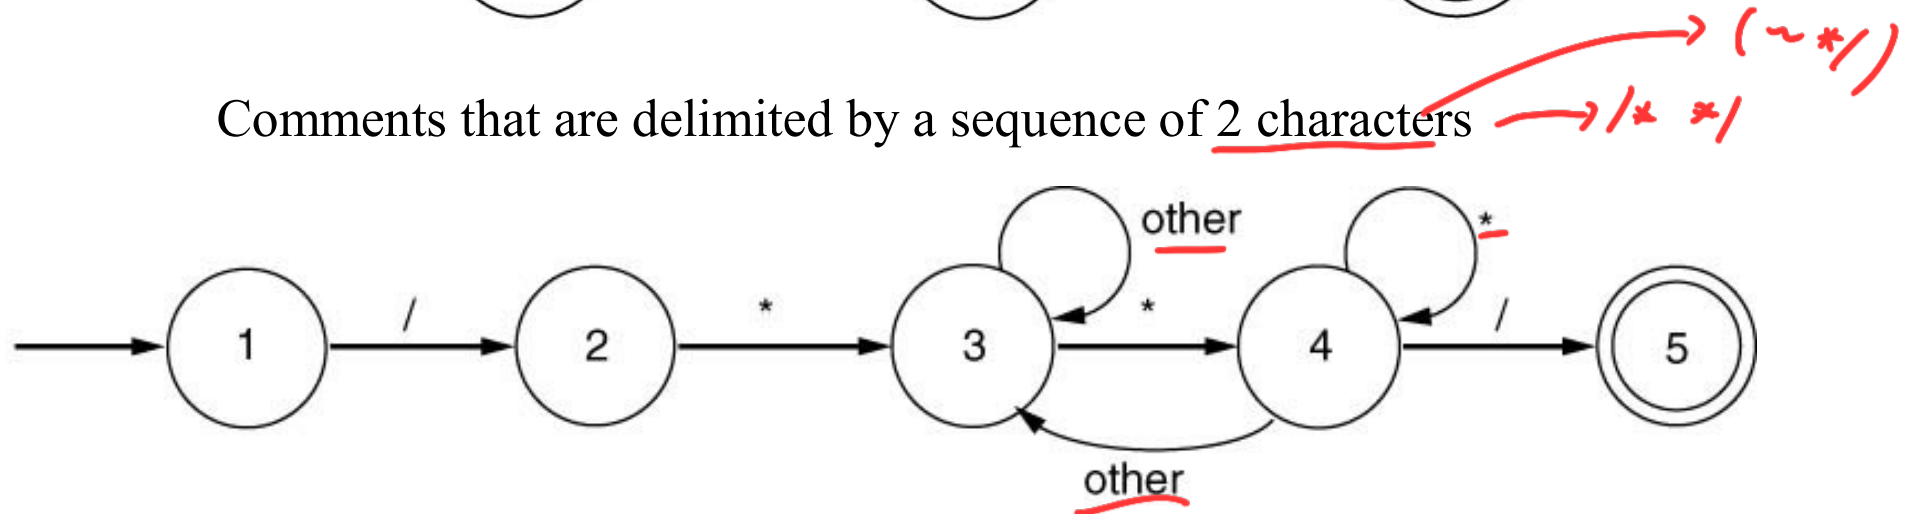 (~ */)
Comments that are delimited by a sequence of 2 characters /* */
other *
/ * * /
1 2 3 4 5
other